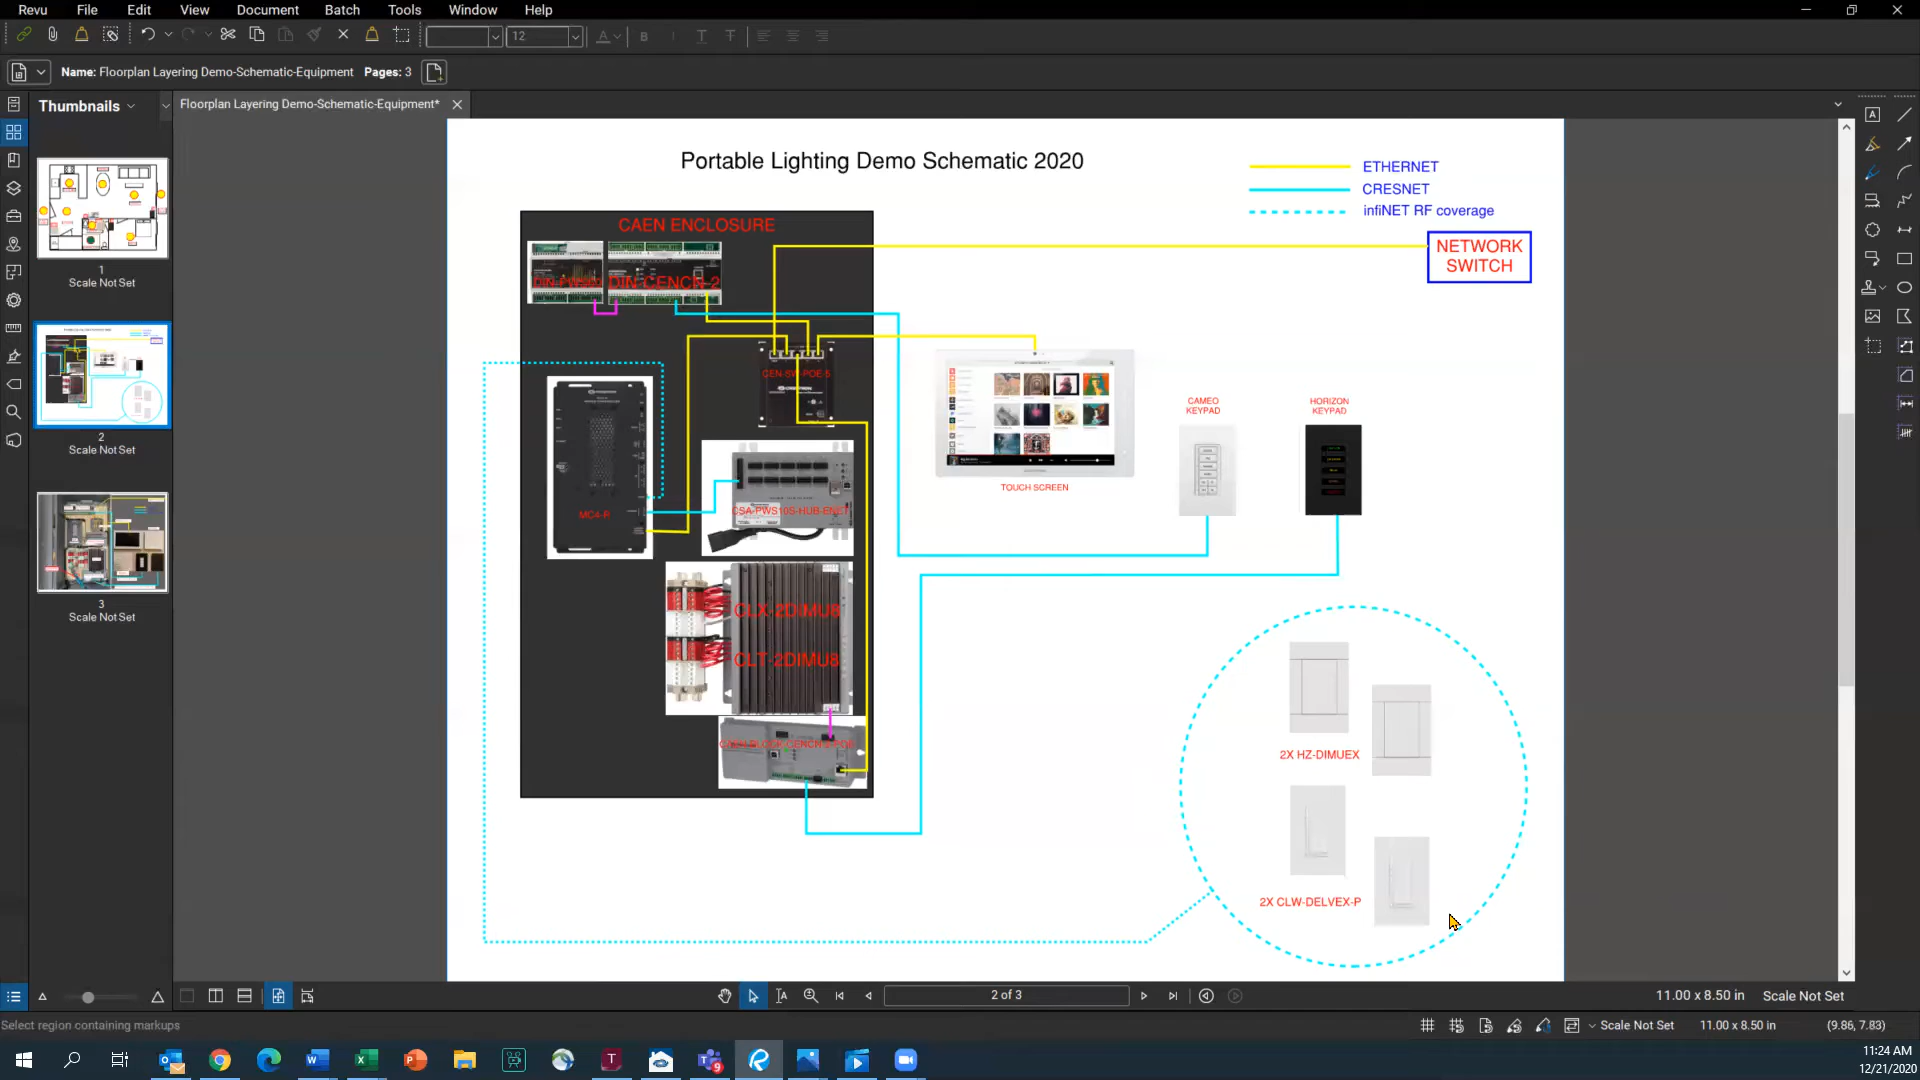 Revu File Edit View Document Batch Tools Window Help
12
Name: Floorplan Layering Demo-Schematic-Equipment Pages: 3
Thumbnails
Floorplan Layering Demo-Schematic-Equipment*
1
Scale Not Set
2
Scale Not Set
3
Scale Not Set
Portable Lighting Demo Schematic 2020
ETHERNET
CRESNET
infiNET RF coverage
NETWORK
SWITCH
CAEN ENCLOSURE
DIN-CENCN-2
CEN-SW-POE-5
MC4-R
TOUCH SCREEN
CAMEO
KEYPAD
HORIZON
KEYPAD
CLX-2DIMU8
CLT-2DIMU8
2X HZ-DIMUEX
2X CLW-DELVEX-P
2 of 3
11.00 x 8.50 in Scale Not Set
Select region containing markups
Scale Not Set 11.00 x 8.50 in (9.86, 7.83)
9
11:24 AM
12/21/2020